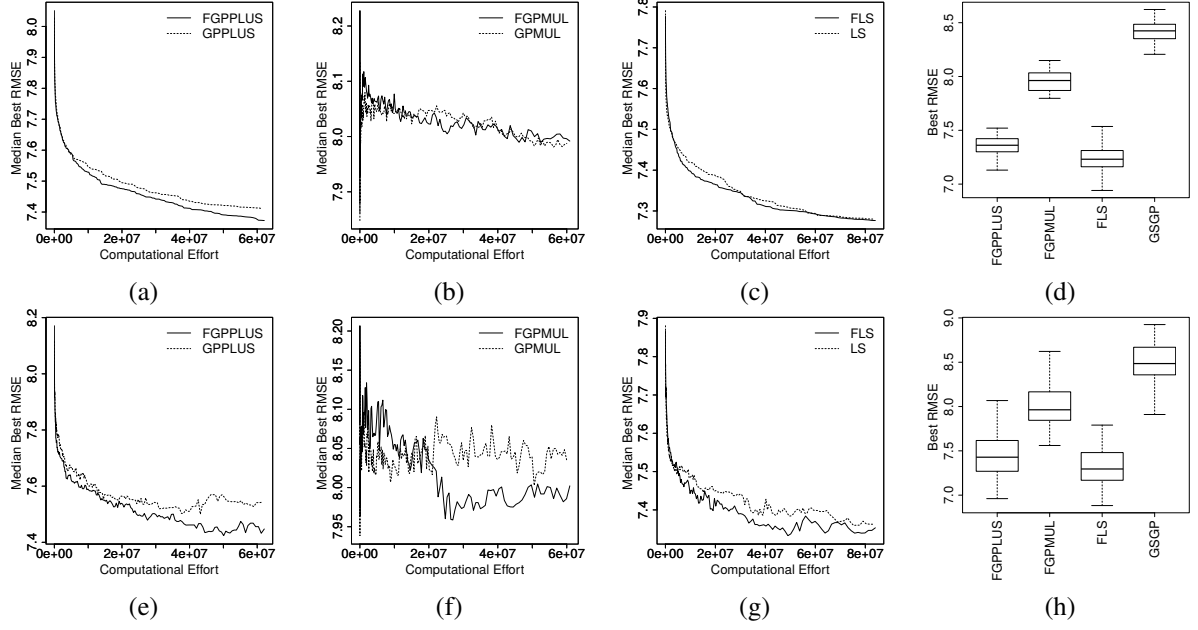 Median Best RMSE
8.0
7.9
7.8
7.7
7.6
7.5
7.4
FGPPLUS
GPPLUS
0e+00 2e+07 4e+07 6e+07
Computational Effort
(a)
Median Best RMSE
8.2
8.1
8.0
7.9
FGPMUL
GPMUL
0e+00 2e+07 4e+07 6e+07
Computational Effort
(b)
Median Best RMSE
7.8
7.7
7.6
7.5
7.4
7.3
FLS
LS
0e+00 2e+07 4e+07 6e+07 8e+07
Computational Effort
(c)
Best RMSE
8.5
8.0
7.5
7.0
FGPPLUS
FGPMUL
FLS
GSGP
(d)
Median Best RMSE
8.2
8.0
7.8
7.6
7.4
FGPPLUS
GPPLUS
0e+00 2e+07 4e+07 6e+07
Computational Effort
(e)
Median Best RMSE
8.20
8.15
8.10
8.05
8.00
7.95
FGPMUL
GPMUL
0e+00 2e+07 4e+07 6e+07
Computational Effort
(f)
Median Best RMSE
7.9
7.8
7.7
7.6
7.5
7.4
FLS
LS
0e+00 2e+07 4e+07 6e+07 8e+07
Computational Effort
(g)
Best RMSE
9.0
8.5
8.0
7.5
7.0
FGPPLUS
FGPMUL
FLS
GSGP
(h)